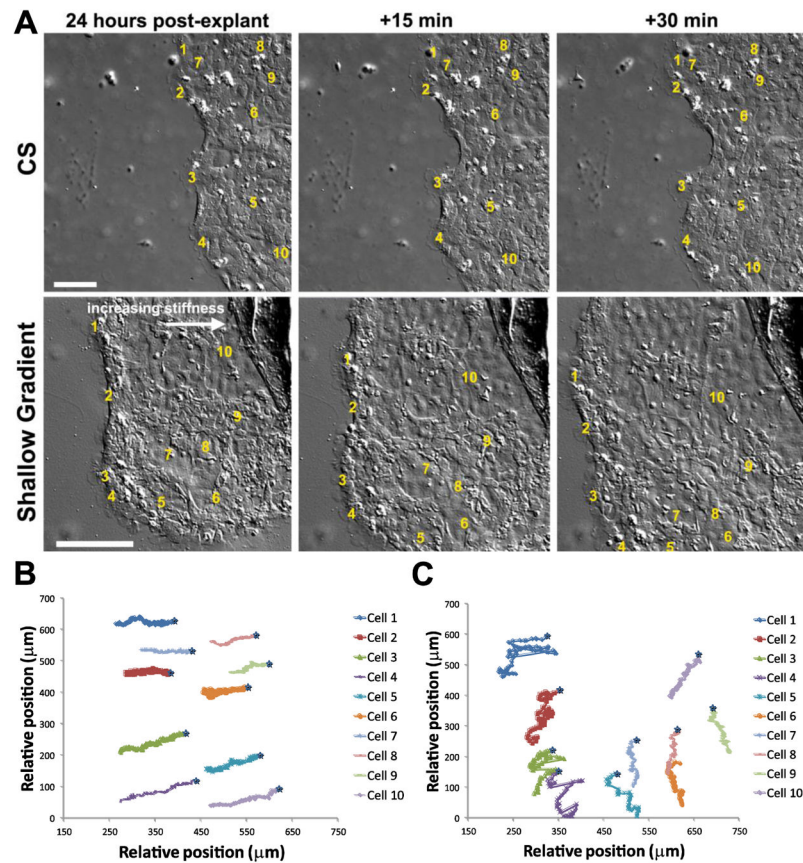 A
24 hours post-explant
+15 min
+30 min
CS
1
7
8
9
2
6
3
5
4
10
1
7
8
9
2
6
3
5
4
10
1
7
8
9
2
6
3
5
4
10
Shallow Gradient
increasing stiffness
1
10
2
9
8
7
3
4
5
6
1
10
2
9
7
8
3
4
6
5
1
10
2
9
3
7
8
6
4
5
B
Relative position (µm)
700
600
500
400
300
200
100
0
150
250
350
450
550
650
750
Relative position (µm)
Cell 1
Cell 2
Cell 3
Cell 4
Cell 5
Cell 6
Cell 7
Cell 8
Cell 9
Cell 10
C
Relative position (µm)
700
600
500
400
300
200
100
0
150
250
350
450
550
650
750
Relative position (µm)
Cell 1
Cell 2
Cell 3
Cell 4
Cell 5
Cell 6
Cell 7
Cell 8
Cell 9
Cell 10